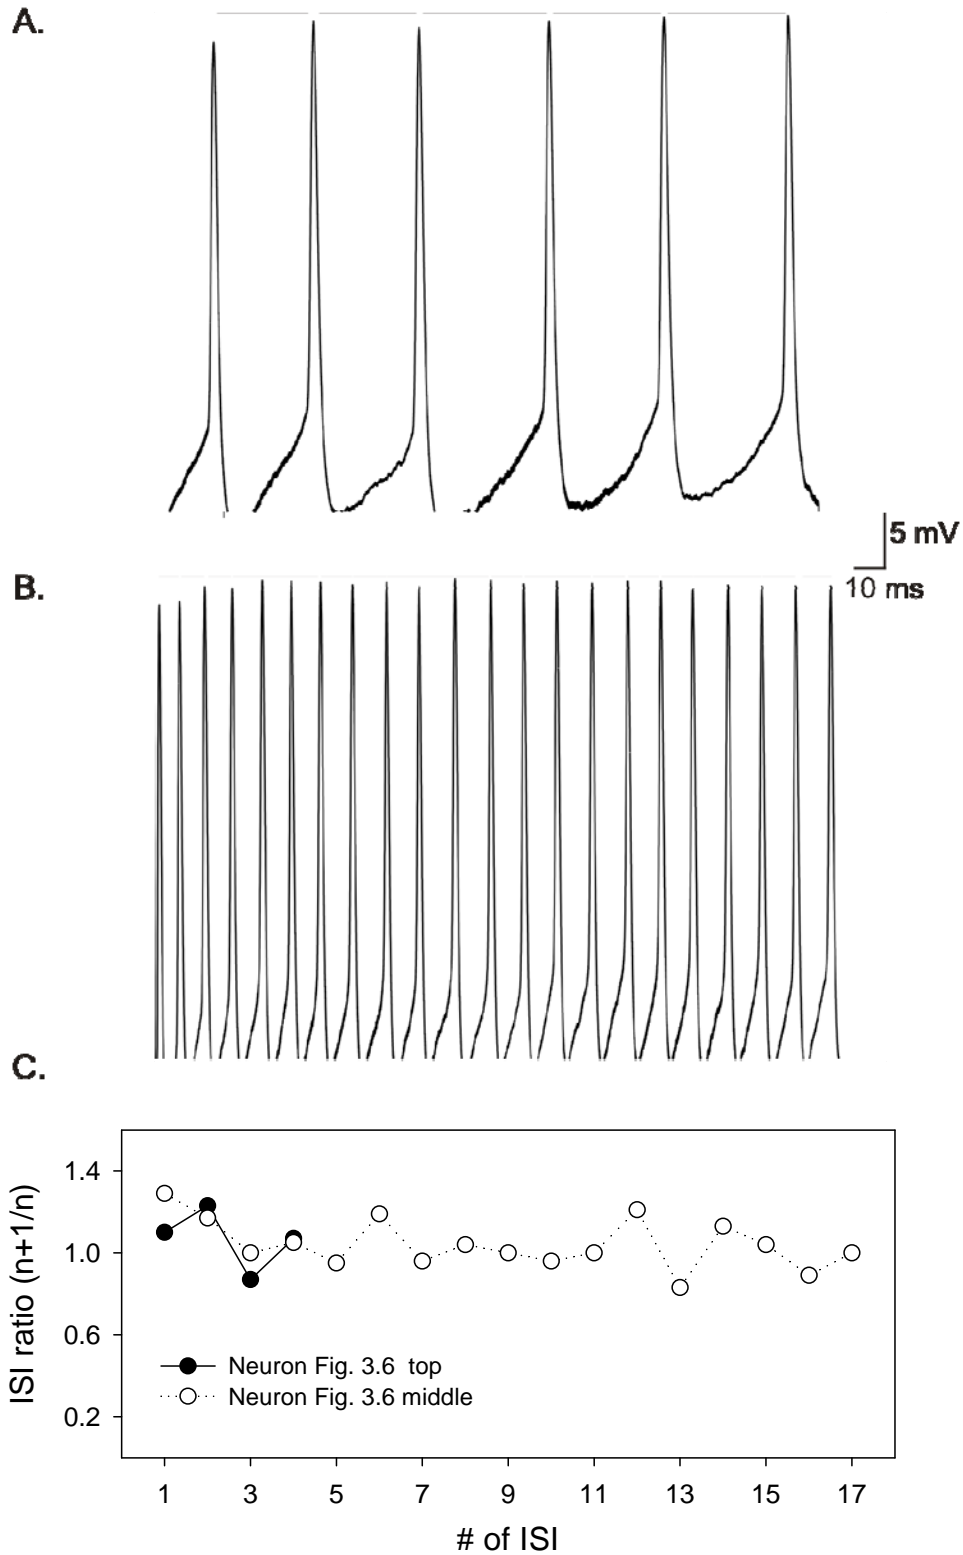 A.
5 mV
B.
10 ms
C.
ISI ratio (n+1/n)
1.4
1.0
0.6
0.2
Neuron Fig. 3.6 top
Neuron Fig. 3.6 middle
1 3 5 7 9 11 13 15 17
# of ISI